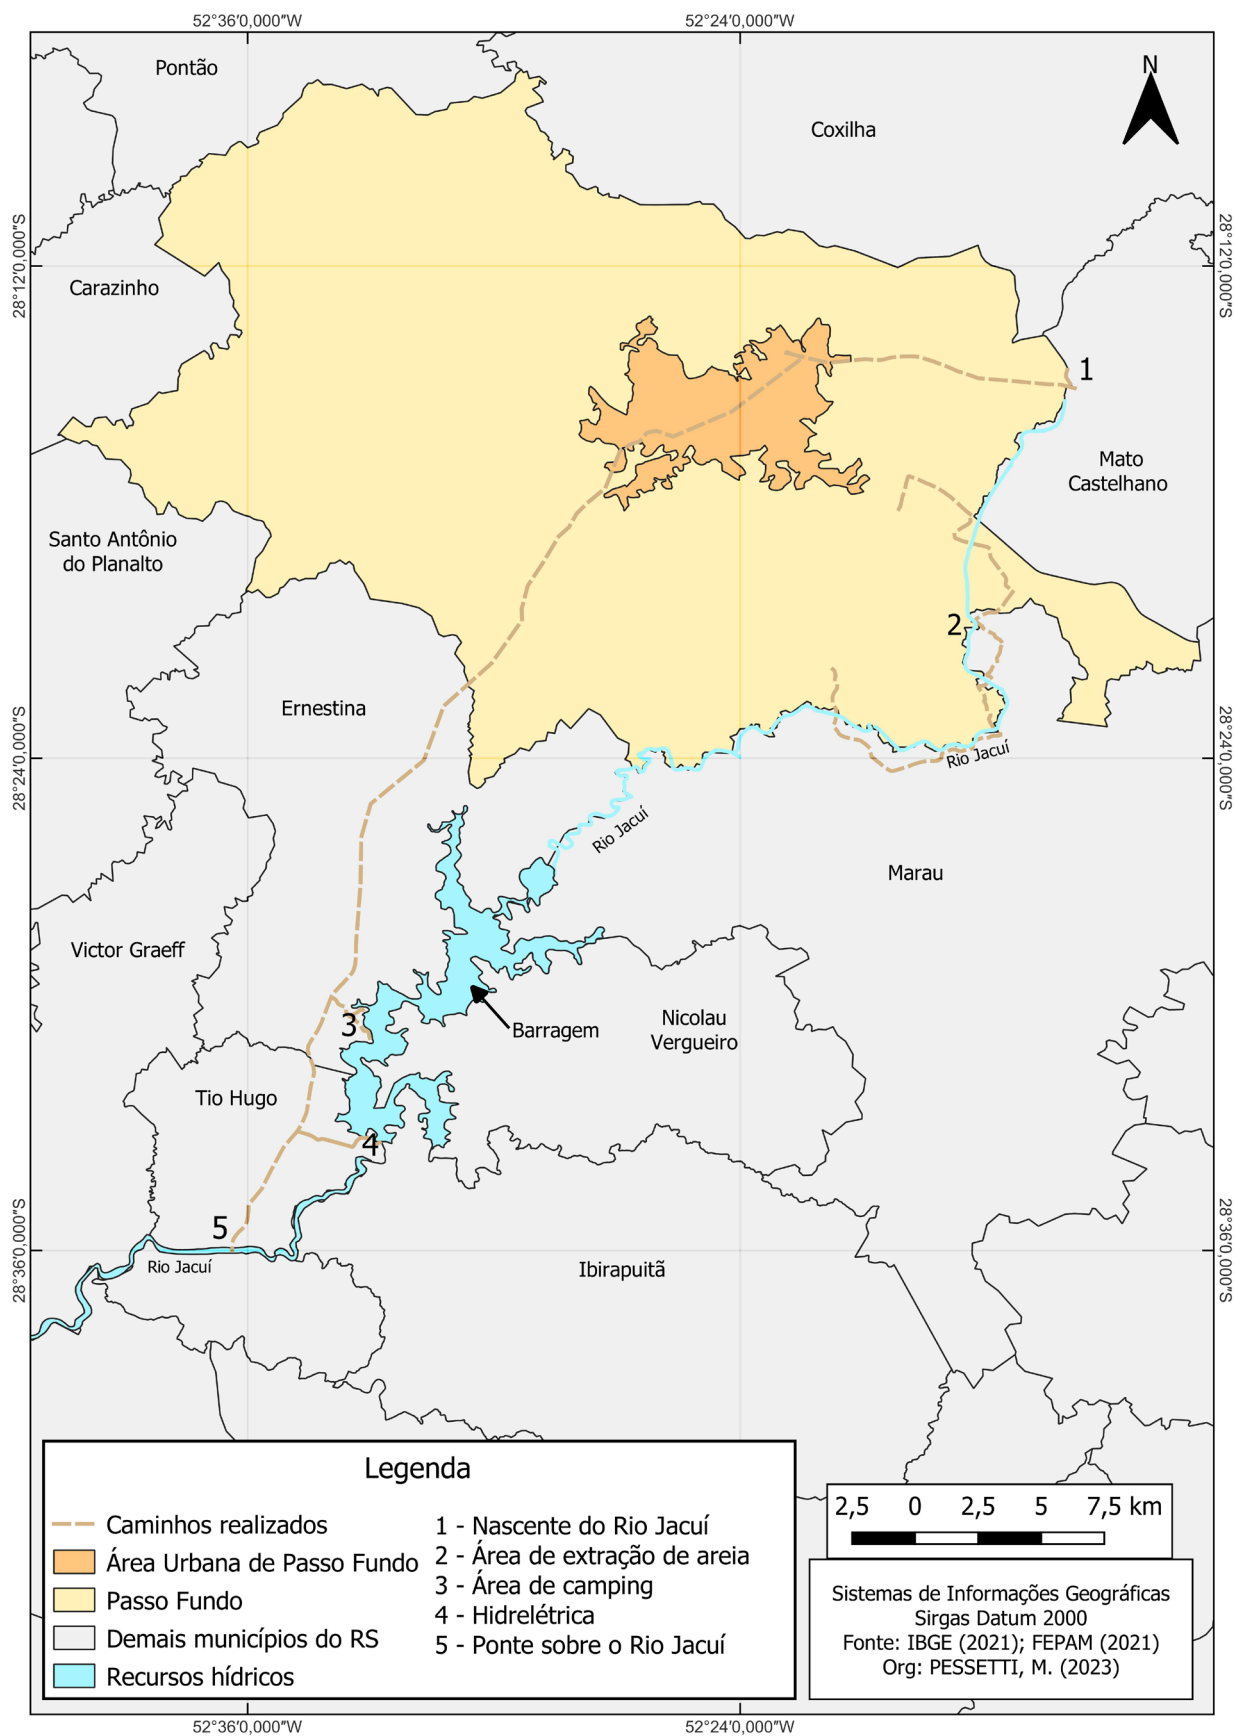 52°36'0,000"W
52°24'0,000"W
Pontão
N
Coxilha
28°12'0,000"S
28°12'0,000"S
Carazinho
1
Mato
Castelhano
Santo Antônio
do Planalto
2
Ernestina
28°24'0,000"S
28°24'0,000"S
Rio Jacuí
Rio Jacuí
Marau
Victor Graeff
3
Barragem
Nicolau
Vergueiro
Tio Hugo
4
5
28°36'0,000"S
28°36'0,000"S
Rio Jacuí
Ibirapuitã
Legenda
Caminhos realizados
Área Urbana de Passo Fundo
Passo Fundo
Demais municípios do RS
Recursos hídricos
1 - Nascente do Rio Jacuí
2 - Área de extração de areia
3 - Área de camping
4 - Hidrelétrica
5 - Ponte sobre o Rio Jacuí
2,5 0 2,5 5 7,5 km
Sistemas de Informações Geográficas
Sirgas Datum 2000
Fonte: IBGE (2021); FEPAM (2021)
Org: PESSETTI, M. (2023)
52°36'0,000"W
52°24'0,000"W